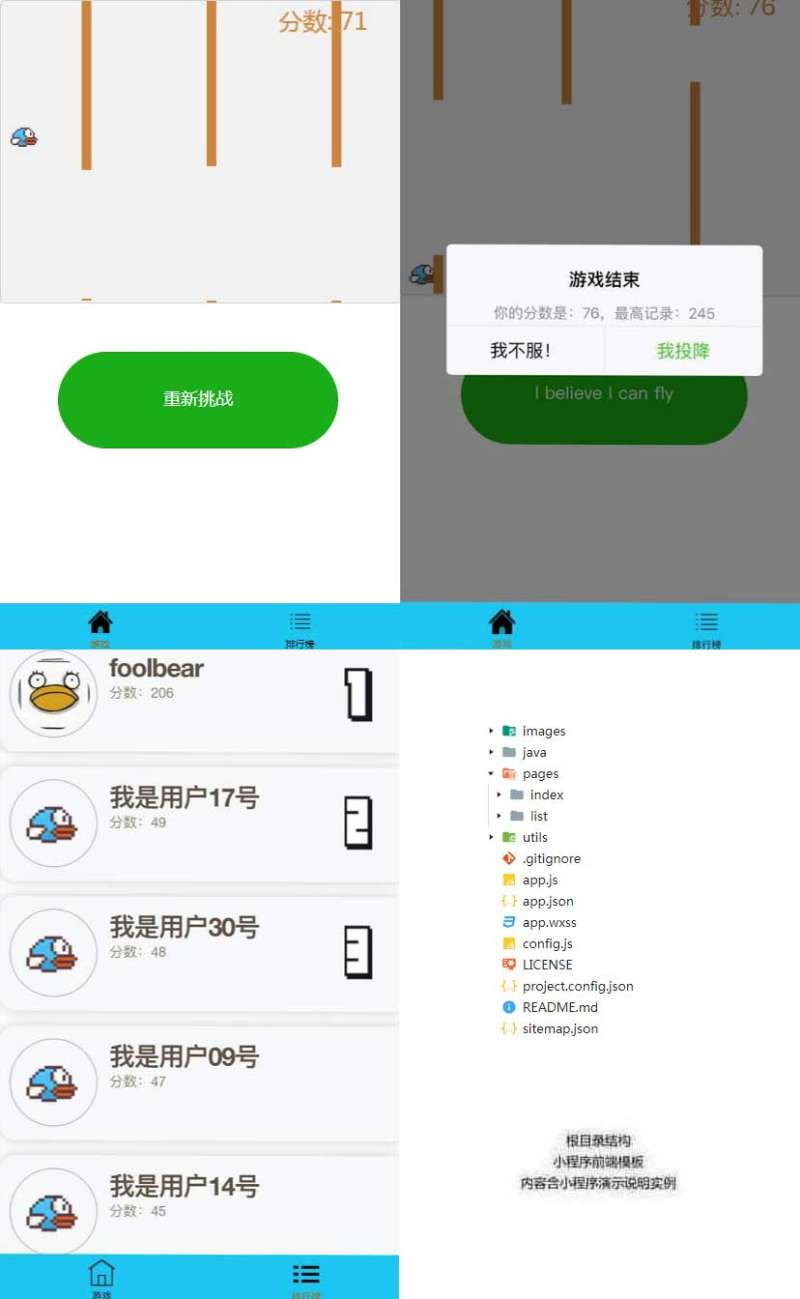 分数: 71
重新挑战
游戏
排行榜
分数: 76
游戏结束
你的分数是：76，最高记录：245
我不服！
我投降
I believe I can fly
游戏
排行榜
foolbear
分数：206
1
我是用户17号
分数：49
2
我是用户30号
分数：48
3
我是用户09号
分数：47
我是用户14号
分数：45
游戏
排行榜
images
java
pages
index
list
utils
.gitignore
app.js
app.json
app.wxss
config.js
LICENSE
project.config.json
README.md
sitemap.json
根目录结构
小程序前端模板
内容含小程序演示说明实例